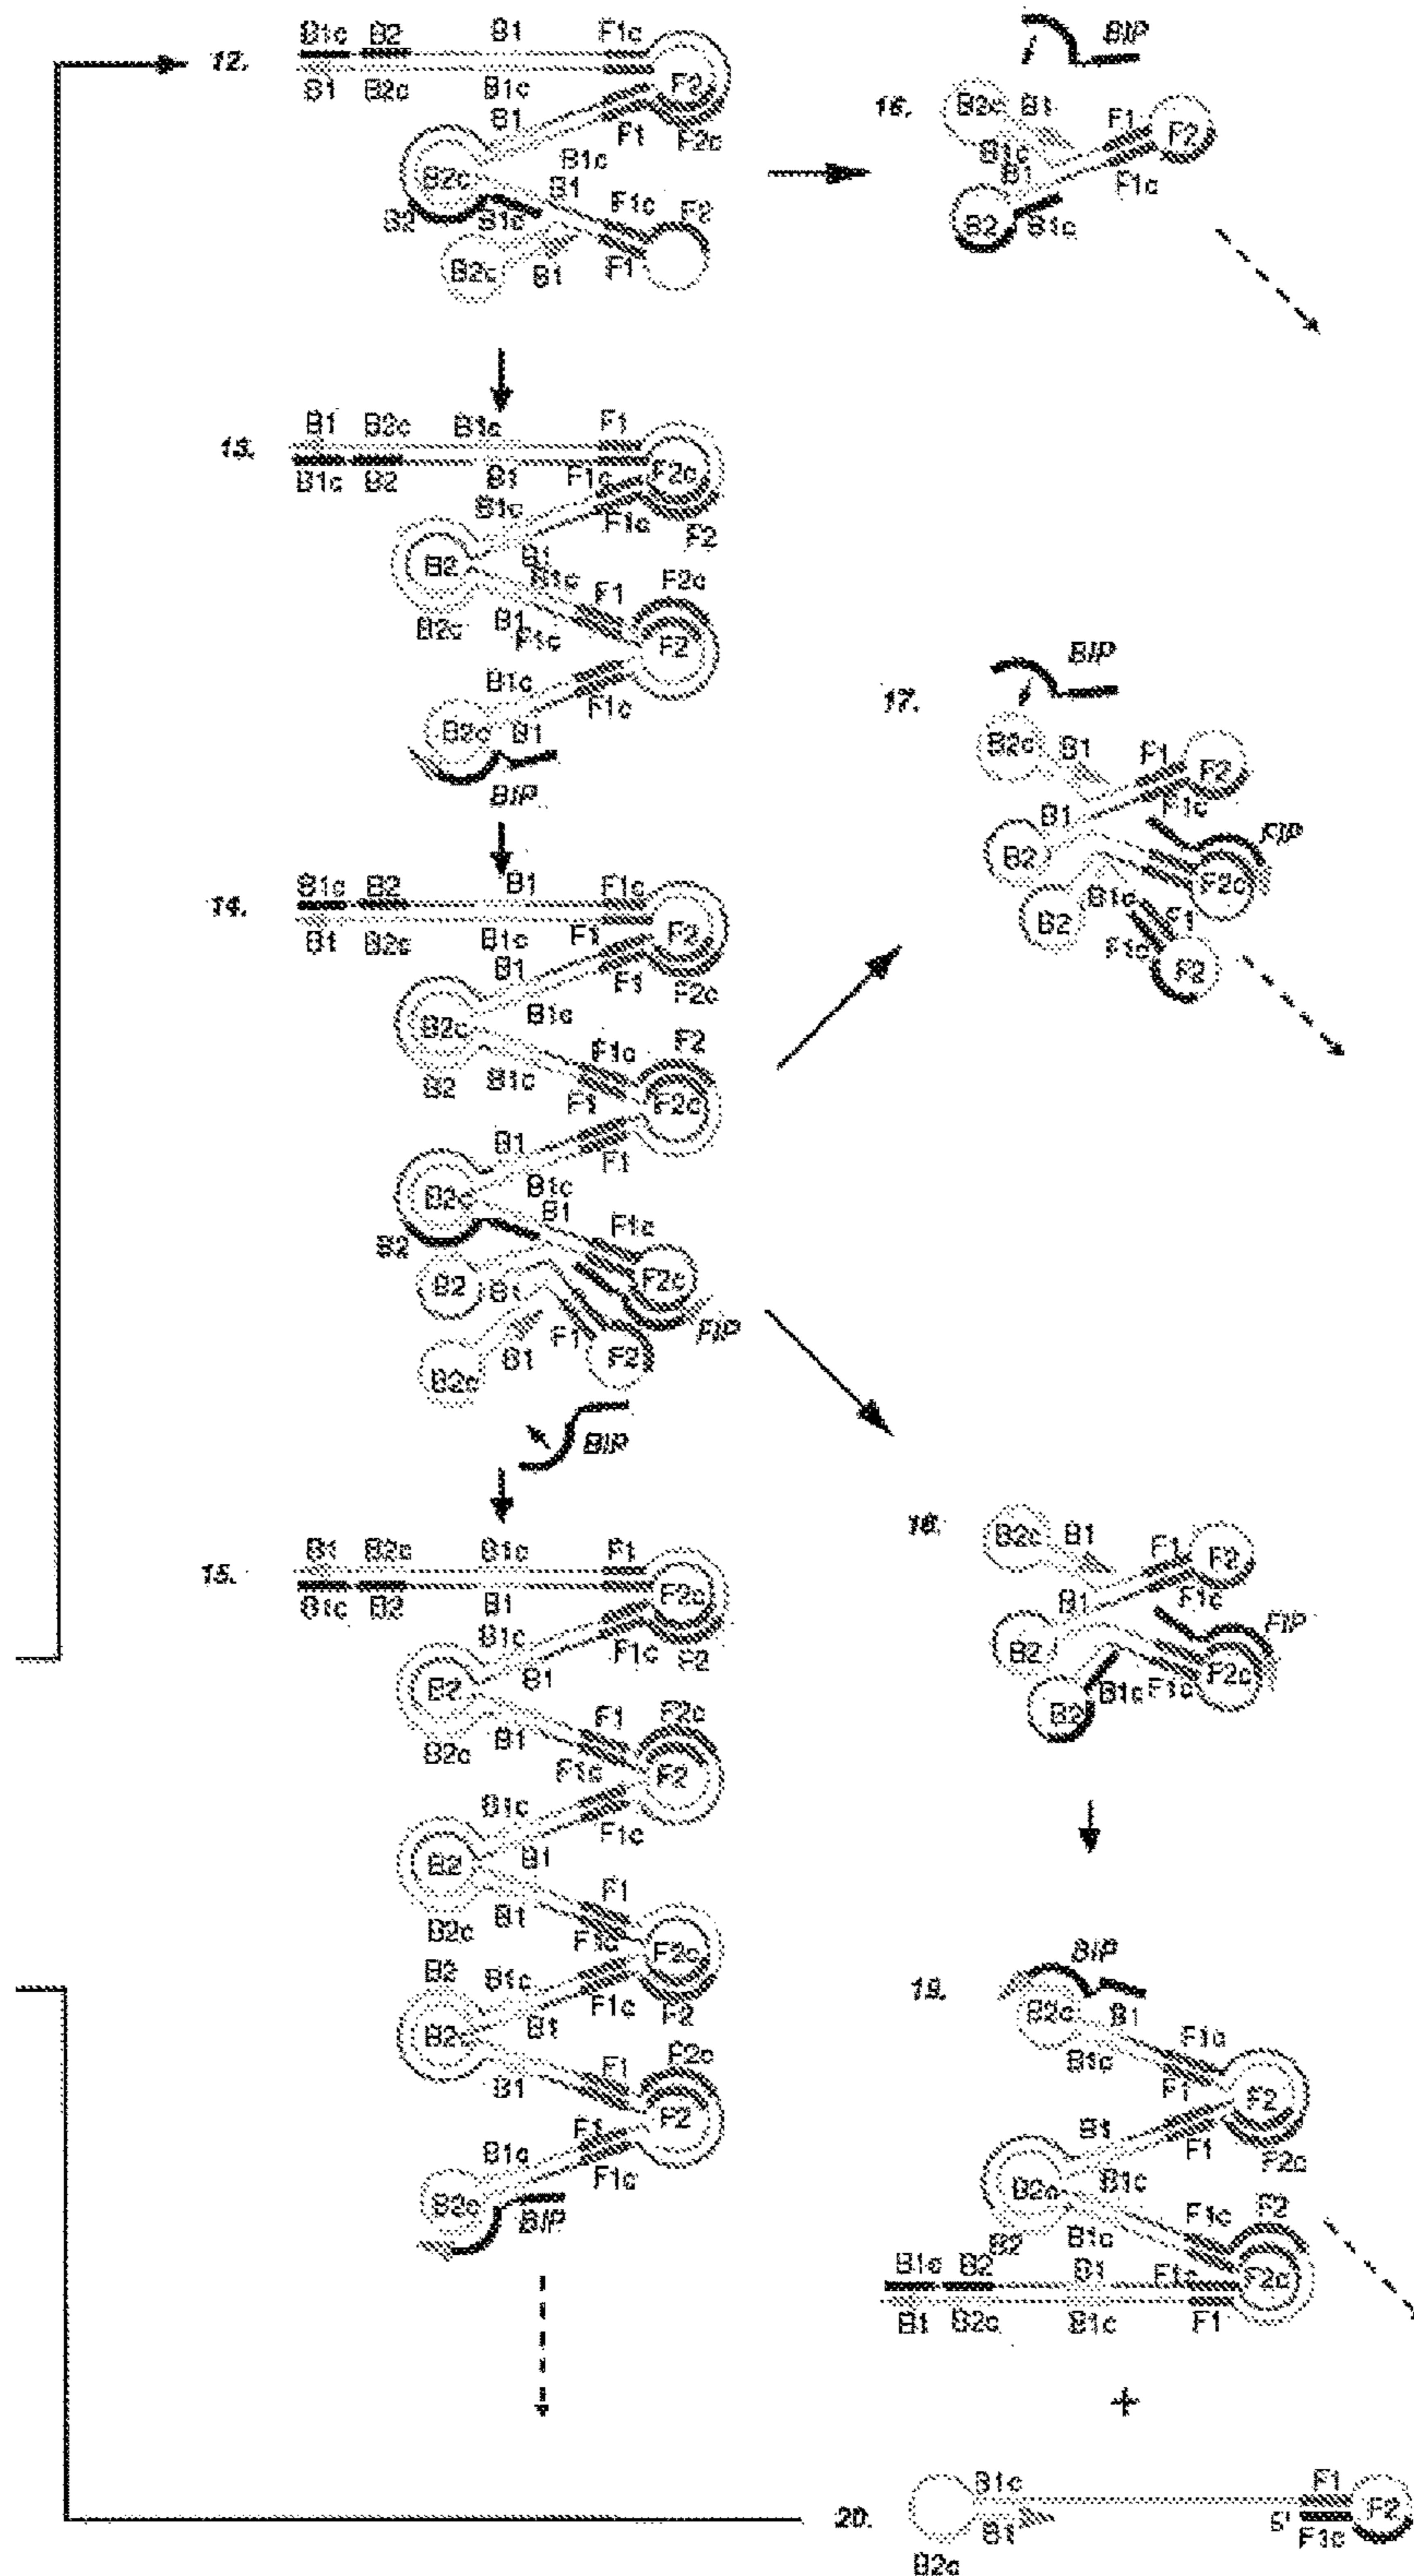 12.
B1c B2 B1 F1c
B1 B2c B1c F2
B1 F1 F2c
B2c B1c
B1 F1c F2
B2 B1c
B2c B1 F1
16.
BIP
B2c B1 F1 F2
B1c
B1 F1c
B2 B1c
13.
B1 B2c B1c F1
B1c B2 B1 F1c F2c
B1c F1c F2
B2 B1
B1c F1 F2c
B2c B1 F1c F2
B1c F1c
B2c B1
BIP
17.
BIP
B2c B1 F1 F2
B1 F1c
B2 FIP
F2c
B2 B1c F1
F1c F2
14.
B1c B2 B1 F1c
B1 B2c B1c F1 F2
B1 F1 F2c
B2c B1c
F1c F2
B2 B1c F1 F2c
B1 F1
B2c B1c
B1 F1c
B2
B2 B1 F2c
FIP
F1
B2c B1 F2
BIP
18.
B2c B1 F1 F2
B1 F1c
B2 FIP
B1c F1c F2c
B2
15.
B1 B2c B1c F1
B1c B2 B1 F2c
B1c F1c F2
B2 B1
F1 F2c
B2c B1 F1c F2
B1c F1c
B2 B1
F1
B2c B1 F1c F2c
B2 B1c F1c F2
B2c B1
F1 F2c
B1 F2
F1
B1c F1c
B2c
BIP
19.
BIP
B2c B1 F1c
B1c F1 F2
B1 F1 F2c
B2c B1c
F1c F2
B2 B1c
B1c B2 B1 F1c F2c
B1 B2c B1c F1
+
20.
B1c F1
B1 5' F2
F1c
B2c